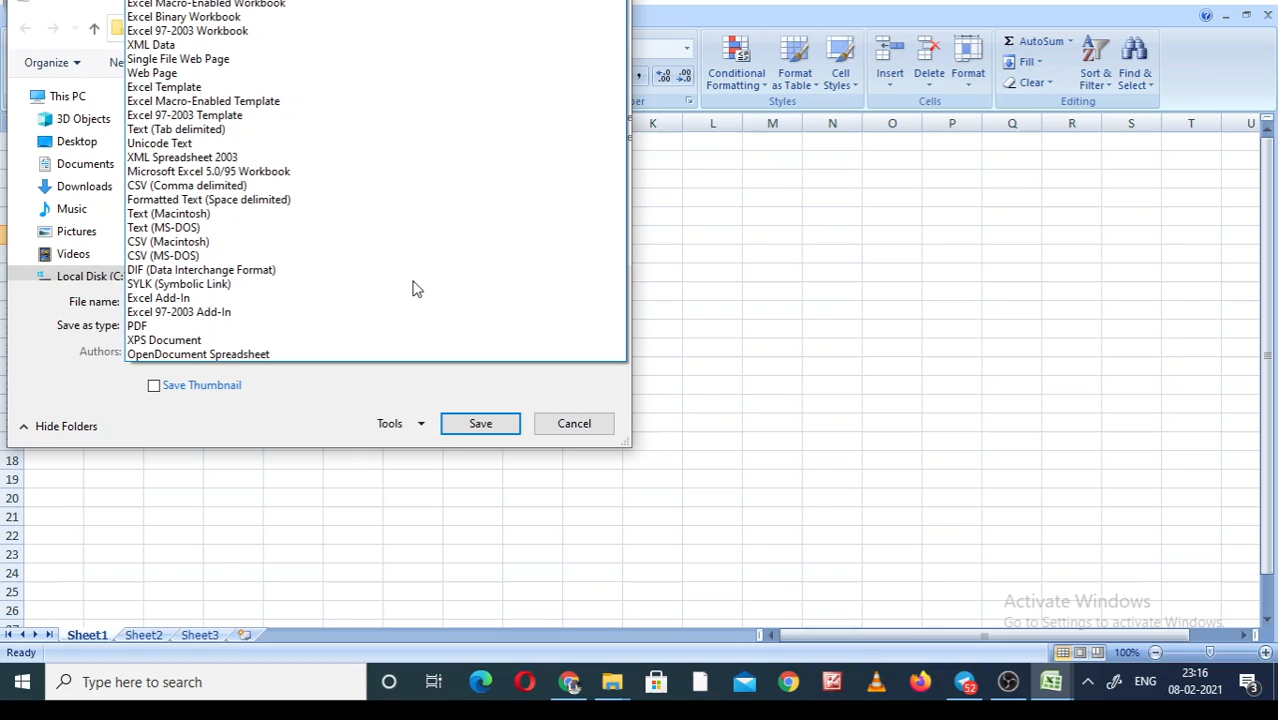 Excel Macro-Enabled Workbook
Excel Binary Workbook
Excel 97-2003 Workbook
XML Data
Single File Web Page
Web Page
Excel Template
Excel Macro-Enabled Template
Excel 97-2003 Template
Text (Tab delimited)
Unicode Text
XML Spreadsheet 2003
Microsoft Excel 5.0/95 Workbook
CSV (Comma delimited)
Formatted Text (Space delimited)
Text (Macintosh)
Text (MS-DOS)
CSV (Macintosh)
CSV (MS-DOS)
DIF (Data Interchange Format)
SYLK (Symbolic Link)
Excel Add-In
Excel 97-2003 Add-In
PDF
XPS Document
OpenDocument Spreadsheet
Organize
This PC
3D Objects
Desktop
Documents
Downloads
Music
Pictures
Videos
Local Disk (C:
File name:
Save as type:
Authors:
Save Thumbnail
Hide Folders
Tools
Save
Cancel
Conditional Formatting
Format as Table
Cell Styles
Styles
Insert
Delete
Format
Cells
Σ AutoSum
Fill
Clear
Sort & Filter
Find & Select
Editing
K L M N O P Q R S T U
18
19
20
21
22
23
24
25
26
Activate Windows
Go to Settings to activate Windows.
Sheet1 Sheet2 Sheet3
Ready
100%
Type here to search
52
ENG
23:16
08-02-2021
3